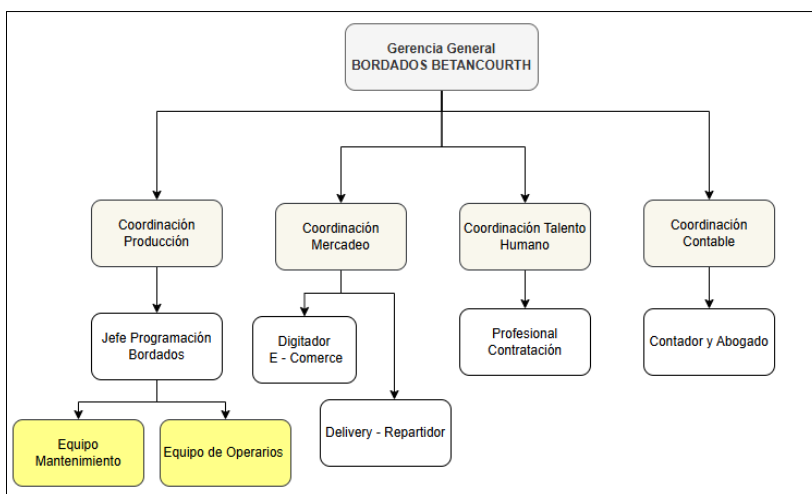 Gerencia General
BORDADOS BETANCOURTH
Coordinación
Producción
Coordinación
Mercadeo
Coordinación Talento
Humano
Coordinación
Contable
Jefe Programación
Bordados
Digitador
E - Comerce
Profesional
Contratación
Contador y Abogado
Equipo
Mantenimiento
Equipo de Operarios
Delivery - Repartidor